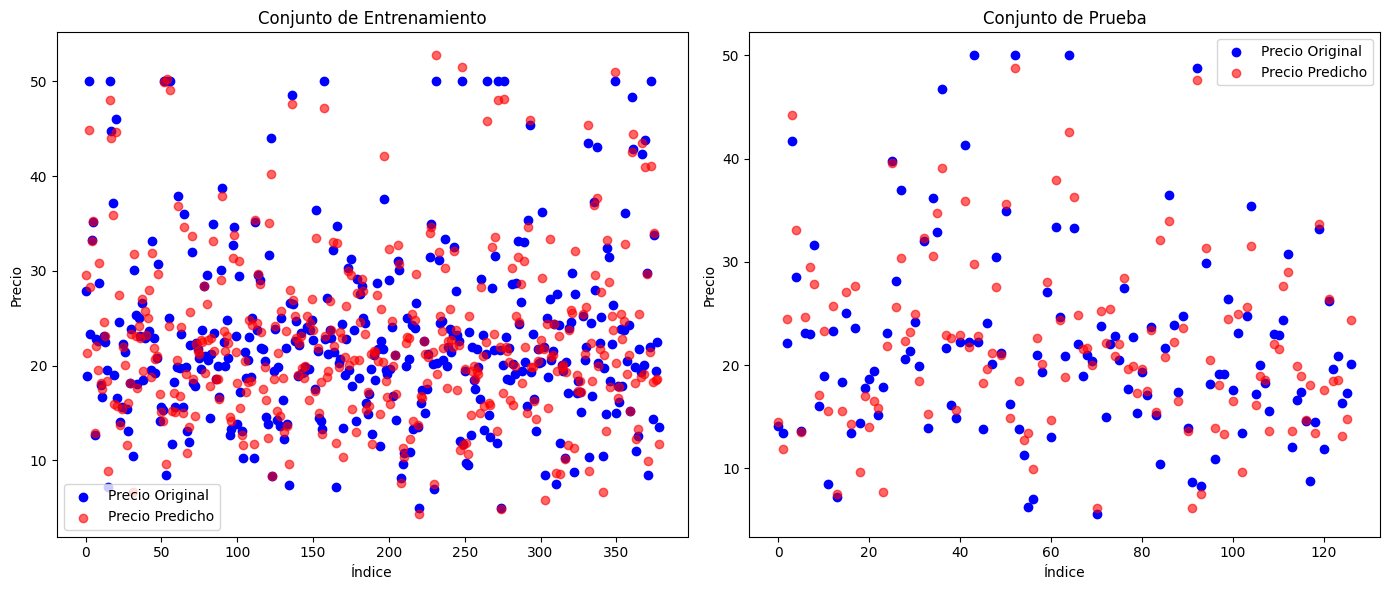 Conjunto de Entrenamiento
Precio
50
40
30
20
10
Precio Original
Precio Predicho
0
50
100
150
200
250
300
350
Índice
Conjunto de Prueba
Precio
50
40
30
20
10
Precio Original
Precio Predicho
0
20
40
60
80
100
120
Índice